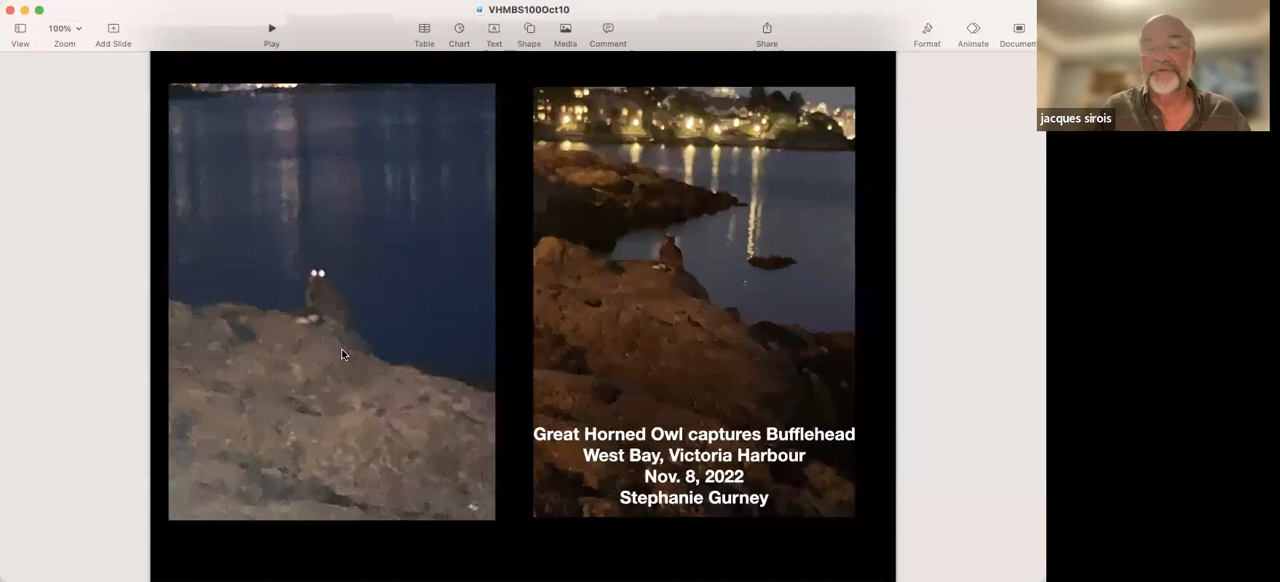 VHMBS100Oct10
100%
View
Zoom
Add Slide
Play
Table
Chart
Text
Shape
Media
Comment
Share
Format
Animate
Documen
jacques sirois
Great Horned Owl captures Bufflehead
West Bay, Victoria Harbour
Nov. 8, 2022
Stephanie Gurney